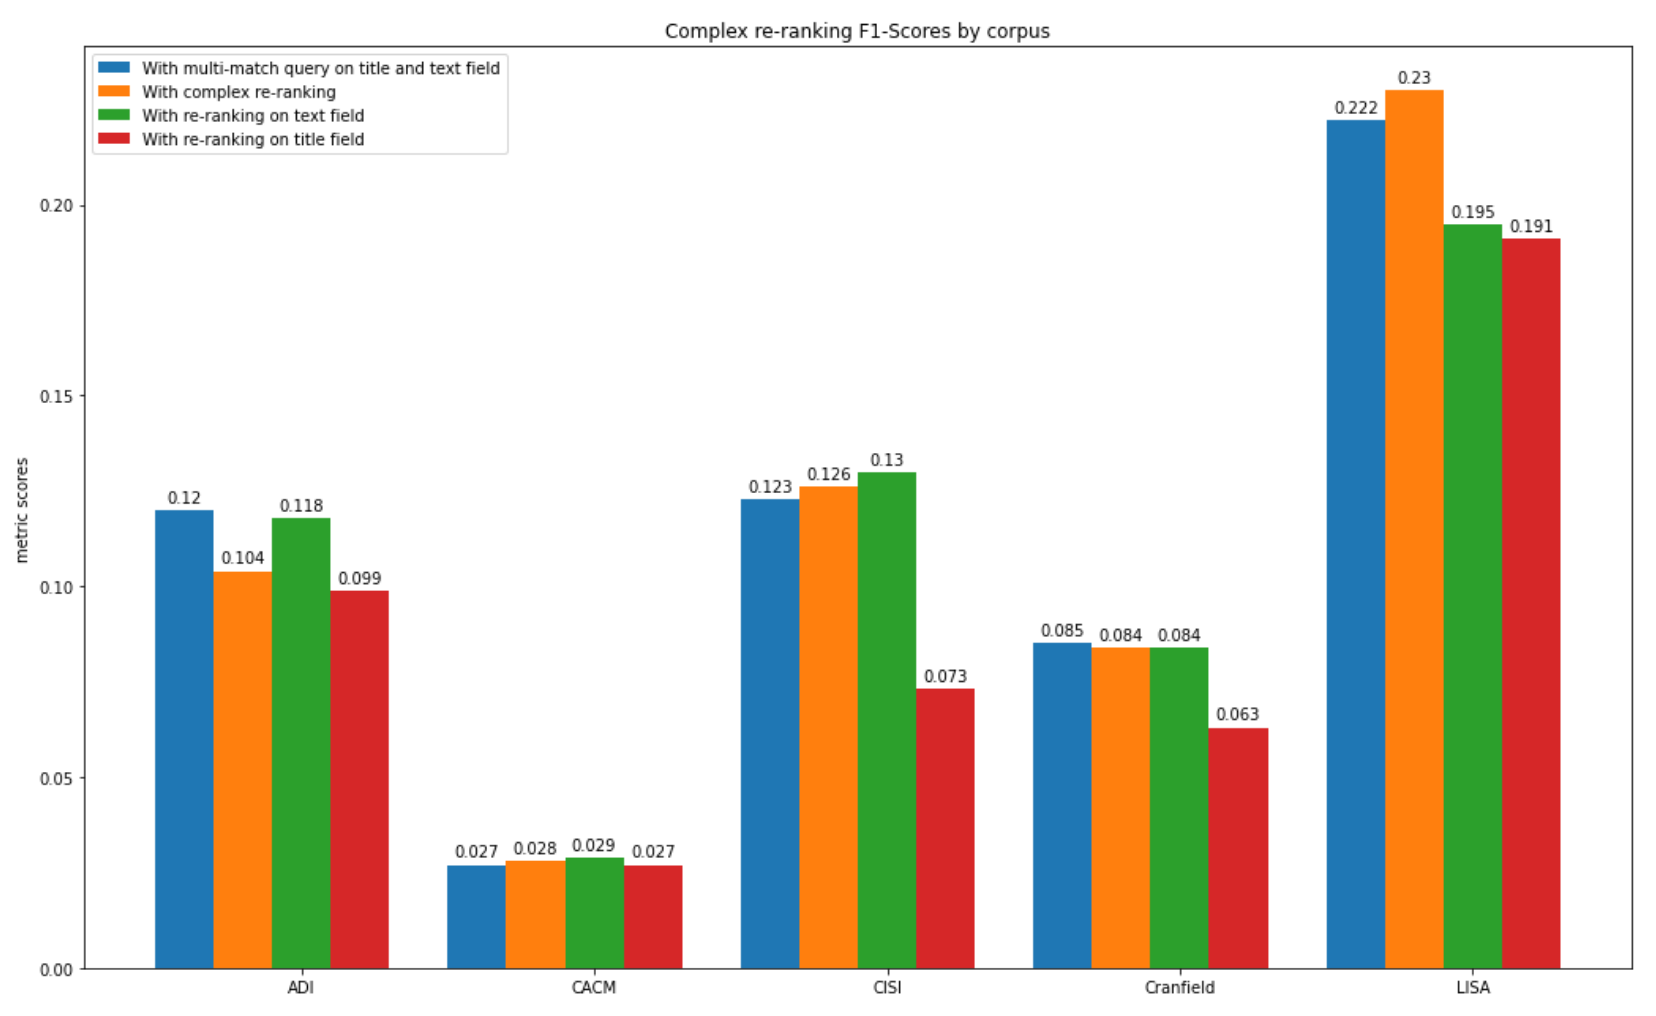 Complex re-ranking F1-Scores by corpus
With multi-match query on title and text field
With complex re-ranking
With re-ranking on text field
With re-ranking on title field
metric scores
0.20
0.15
0.10
0.05
0.00
0.12
0.104
0.118
0.099
0.027
0.028
0.029
0.027
0.123
0.126
0.13
0.073
0.085
0.084
0.084
0.063
0.222
0.23
0.195
0.191
ADI
CACM
CISI
Cranfield
LISA